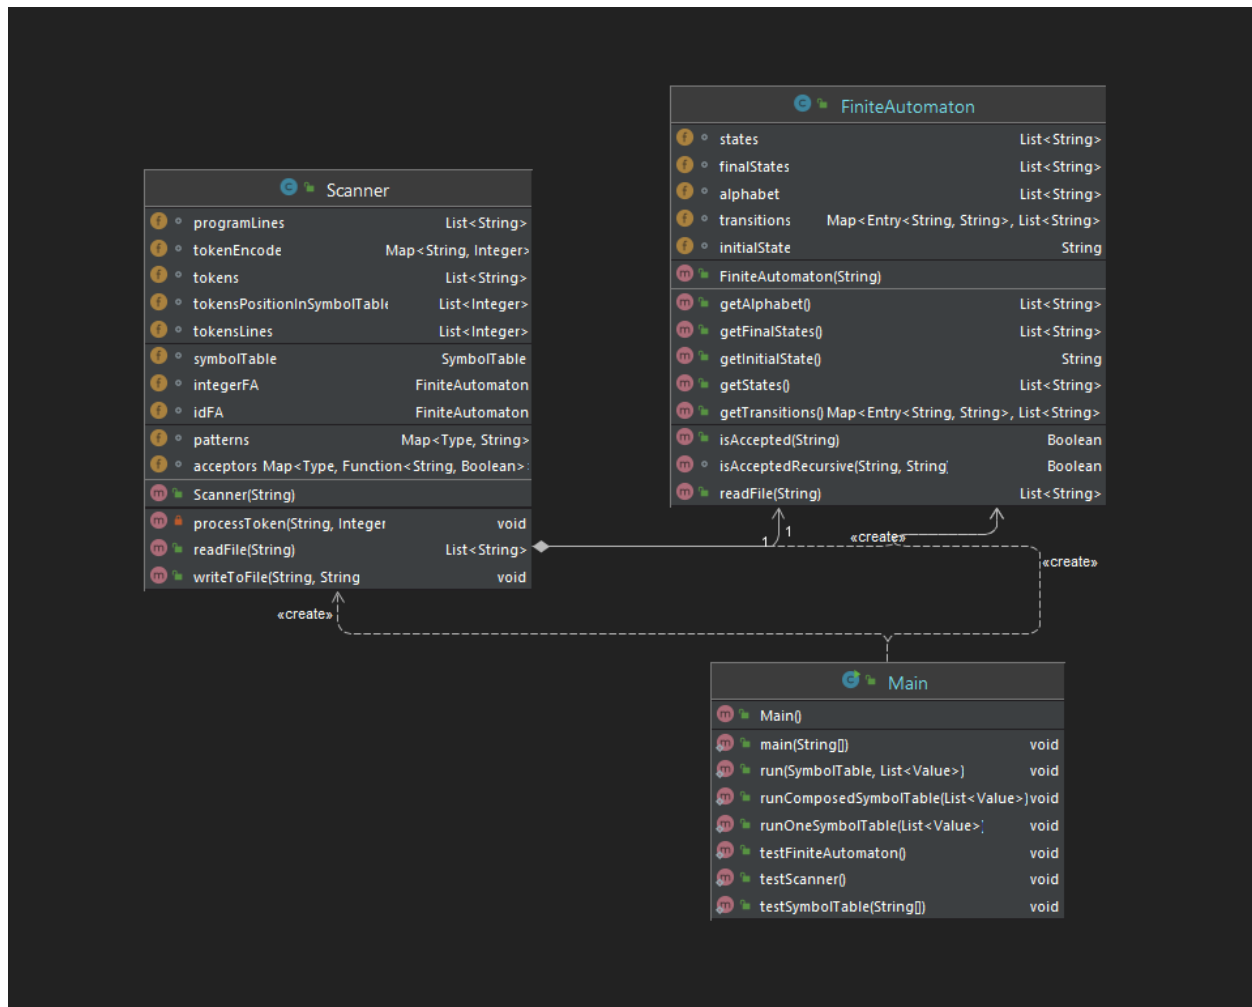 FiniteAutomaton
states List<String>
finalStates List<String>
alphabet List<String>
transitions Map<Entry<String, String>, List<String>
initialState String
FiniteAutomaton(String)
getAlphabet() List<String>
getFinalStates() List<String>
getInitialState() String
getStates() List<String>
getTransitions() Map<Entry<String, String>, List<String>
isAccepted(String) Boolean
isAcceptedRecursive(String, String) Boolean
readFile(String) List<String>
Scanner
programLines List<String>
tokenEncode Map<String, Integer>
tokens List<String>
tokensPositionInSymbolTable List<Integer>
tokensLines List<Integer>
symbolTable SymbolTable
integerFA FiniteAutomaton
idFA FiniteAutomaton
patterns Map<Type, String>
acceptors Map<Type, Function<String, Boolean>>
Scanner(String)
processToken(String, Integer void
readFile(String) List<String>
writeToFile(String, String void
1
1
«create»
«create»
«create»
Main
Main()
main(String[]) void
run(SymbolTable, List<Value>) void
runComposedSymbolTable(List<Value>) void
runOneSymbolTable(List<Value>) void
testFiniteAutomaton() void
testScanner() void
testSymbolTable(String[]) void